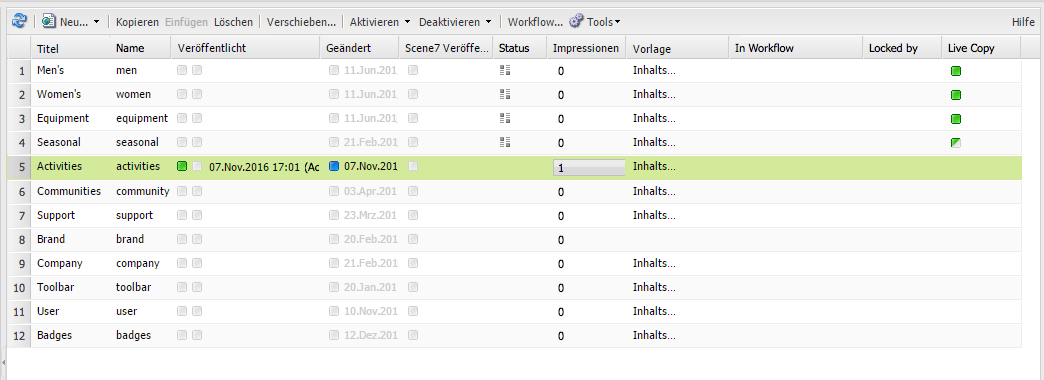 Neu... Kopieren Einfügen Löschen Verschieben... Aktivieren Deaktivieren Workflow... Tools Hilfe
Titel Name Veröffentlicht Geändert Scene7 Veröffe... Status Impressionen Vorlage In Workflow Locked by Live Copy
1 Men's men 11.Jun.201 0 Inhalts...
2 Women's women 11.Jun.201 0 Inhalts...
3 Equipment equipment 11.Jun.201 0 Inhalts...
4 Seasonal seasonal 21.Feb.201 0 Inhalts...
5 Activities activities 07.Nov.2016 17:01 (Ac 07.Nov.201 1 Inhalts...
6 Communities community 03.Apr.201 0 Inhalts...
7 Support support 23.Mrz.201 0 Inhalts...
8 Brand brand 20.Feb.201 0
9 Company company 21.Feb.201 0 Inhalts...
10 Toolbar toolbar 20.Jan.201 0 Inhalts...
11 User user 10.Nov.201 0 Inhalts...
12 Badges badges 12.Dez.201 0 Inhalts...